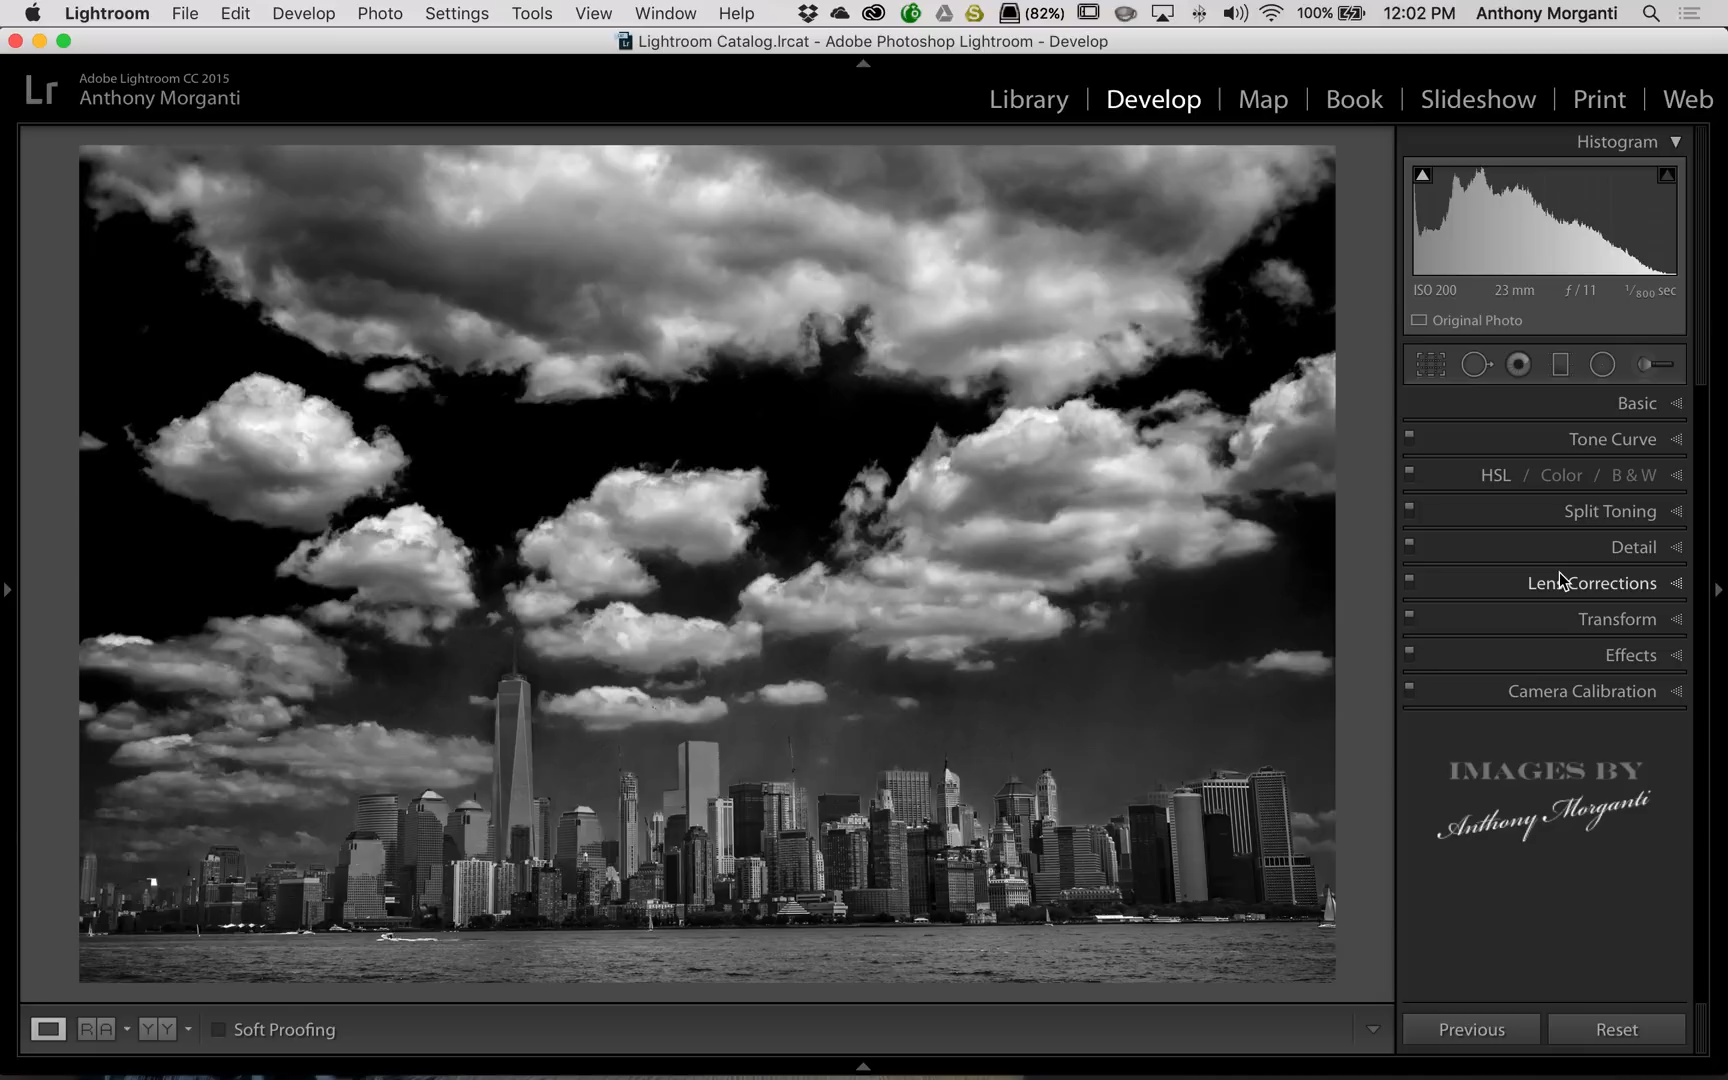 Lightroom File Edit Develop Photo Settings Tools View Window Help (82%) 100% 12:02 PM Anthony Morganti
Lightroom Catalog.lrcat - Adobe Photoshop Lightroom - Develop
Lr
Adobe Lightroom CC 2015
Anthony Morganti
Library | Develop | Map | Book | Slideshow | Print | Web
Histogram
ISO 200 23 mm ƒ / 11 1/800 sec
Original Photo
Basic
Tone Curve
HSL / Color / B & W
Split Toning
Detail
Lens Corrections
Transform
Effects
Camera Calibration
IMAGES BY
Anthony Morganti
R A Y Y Soft Proofing
Previous Reset